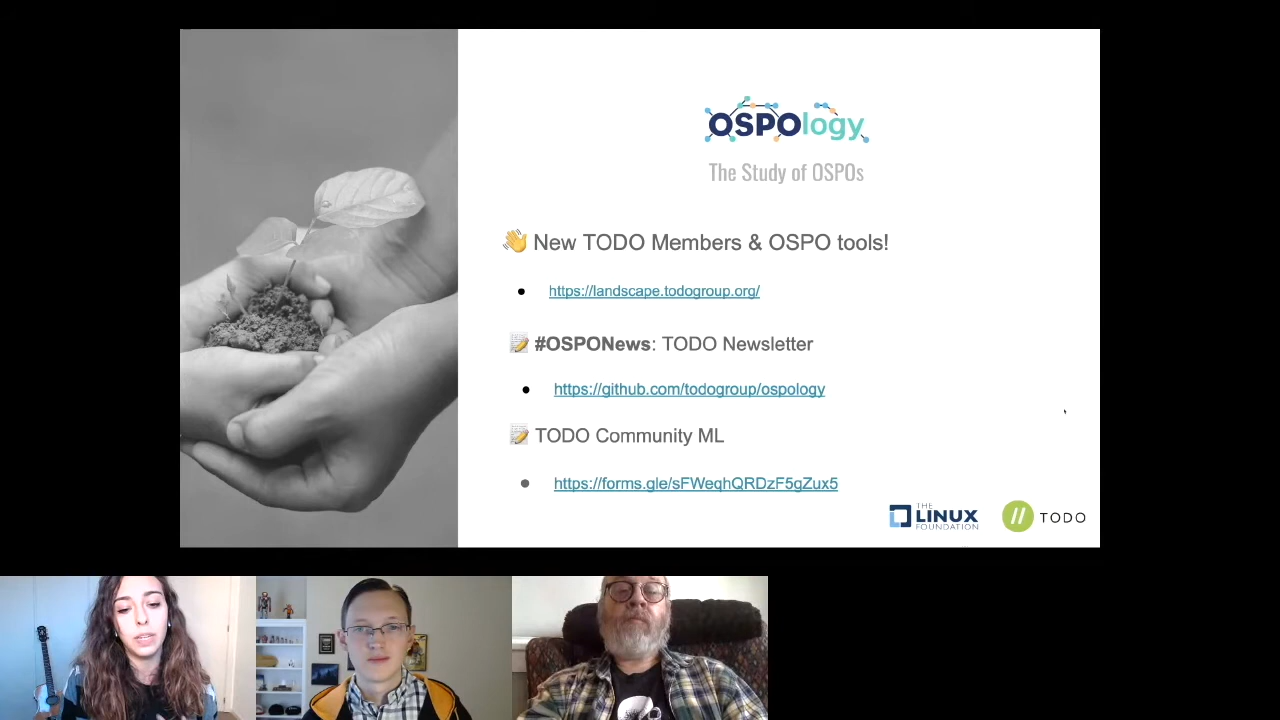 OSPOlogy
The Study of OSPOs
👋 New TODO Members & OSPO tools!
● https://landscape.todogroup.org/
📝 #OSPONews: TODO Newsletter
● https://github.com/todogroup/ospology
📝 TODO Community ML
● https://forms.gle/sFWeqhQRDzF5gZux5
THE
LINUX
FOUNDATION
// TODO